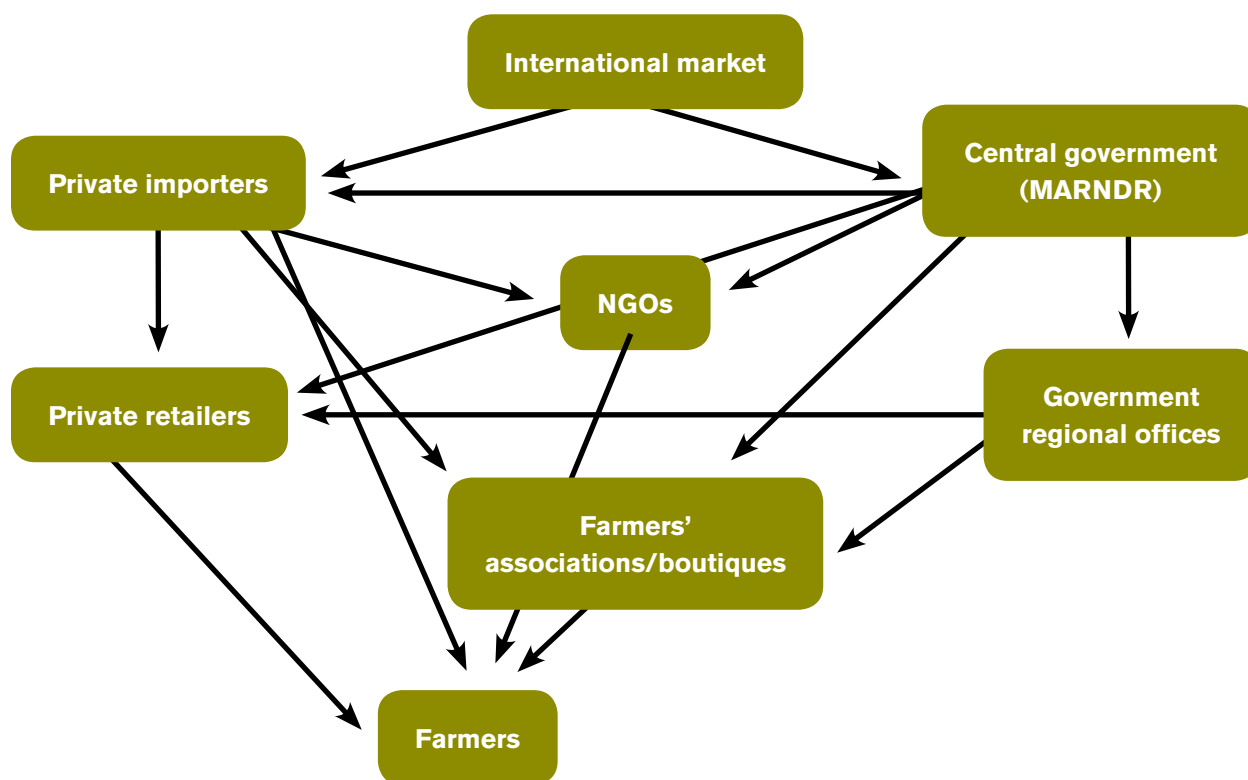 International market
Private importers
Central government
(MARNDR)
NGOs
Private retailers
Government
regional offices
Farmers’
associations/boutiques
Farmers